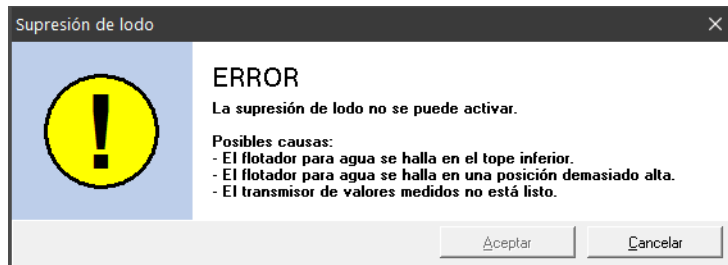 Supresión de lodo
ERROR
La supresión de lodo no se puede activar.
Posibles causas:
- El flotador para agua se halla en el tope inferior.
- El flotador para agua se halla en una posición demasiado alta.
- El transmisor de valores medidos no está listo.
Aceptar
Cancelar